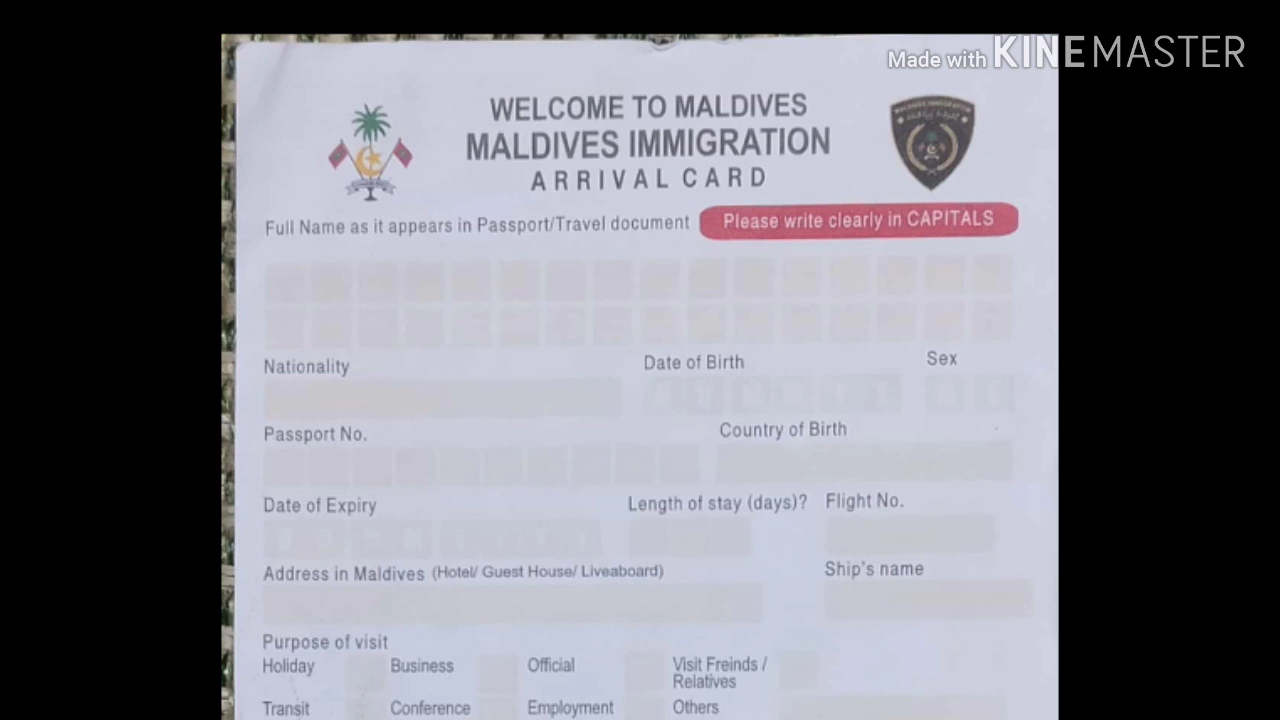 Made with KINEMASTER
WELCOME TO MALDIVES
MALDIVES IMMIGRATION
ARRIVAL CARD
Full Name as it appears in Passport/Travel document Please write clearly in CAPITALS
Nationality Date of Birth Sex
Passport No. Country of Birth
Date of Expiry Length of stay (days)? Flight No.
Address in Maldives (Hotel/ Guest House/ Liveaboard) Ship's name
Purpose of visit
Holiday Business Official Visit Freinds /
Relatives
Transit Conference Employment Others